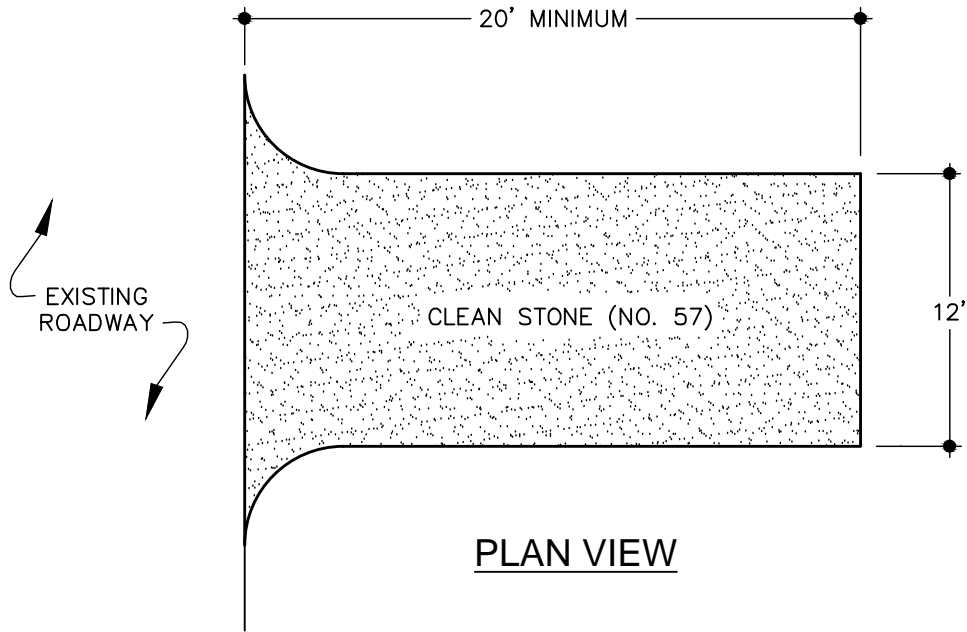 20' MINIMUM
EXISTING
ROADWAY
CLEAN STONE (NO. 57)
12'
PLAN VIEW